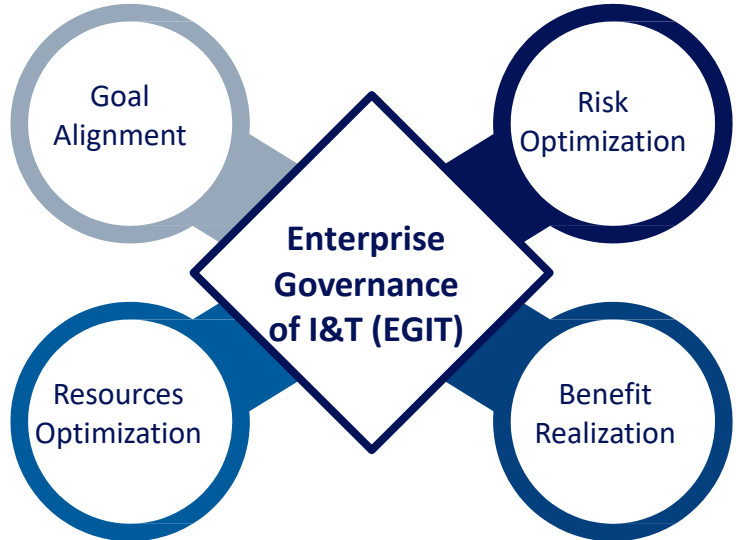 Goal
Alignment
Risk
Optimization
Enterprise
Governance
of I&T (EGIT)
Resources
Optimization
Benefit
Realization